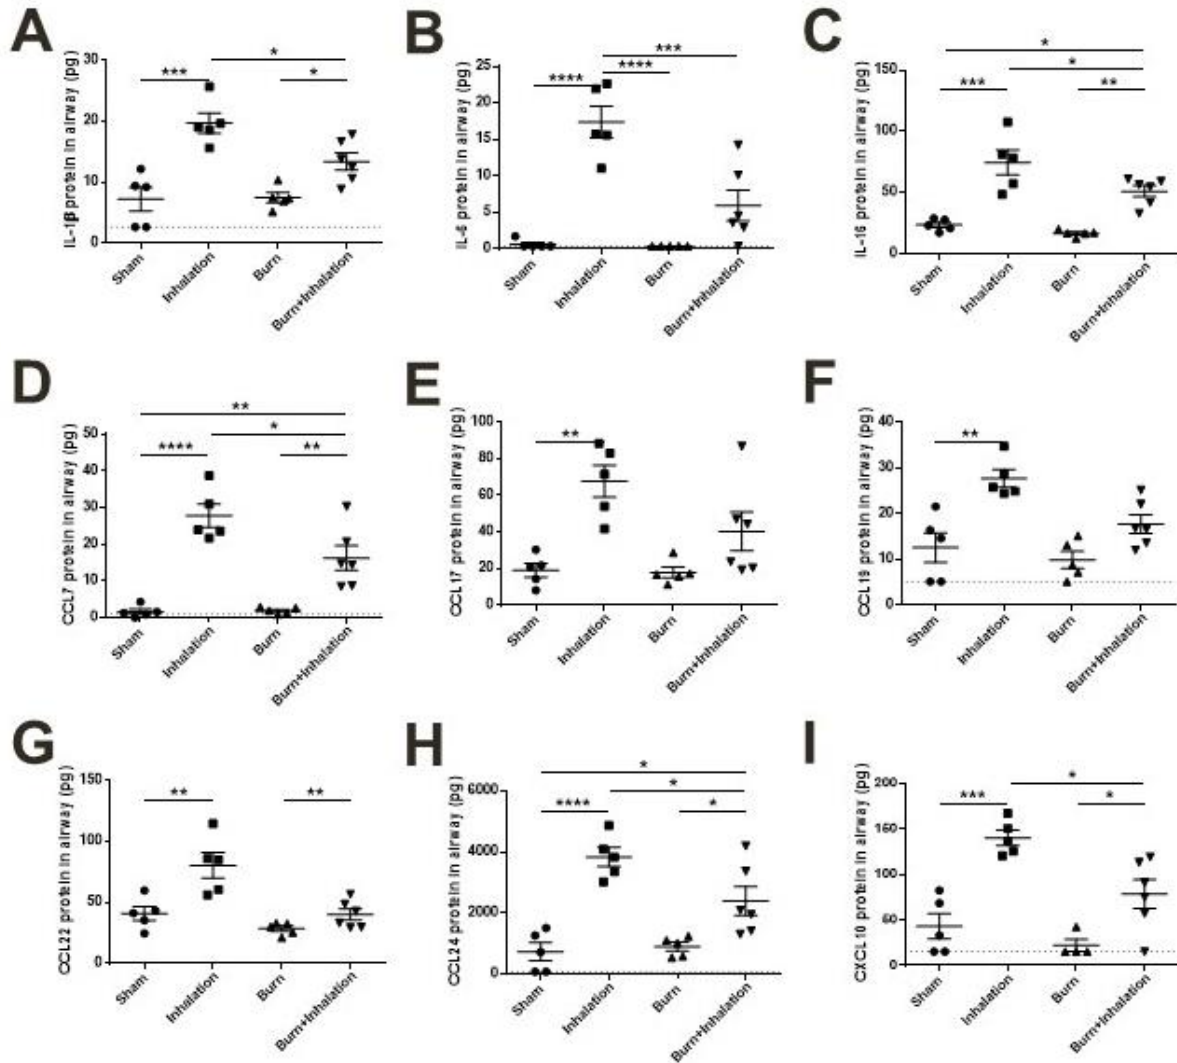 A
IL-1β protein in airway (pg)
30
20
10
0
***
*
*
Sham
Inhalation
Burn
Burn+Inhalation
B
IL-6 protein in airway (pg)
25
20
15
10
5
0
****
****
***
Sham
Inhalation
Burn
Burn+Inhalation
C
IL-16 protein in airway (pg)
150
100
50
0
*
*
***
**
Sham
Inhalation
Burn
Burn+Inhalation
D
CCL7 protein in airway (pg)
50
40
30
20
10
0
**
*
****
**
Sham
Inhalation
Burn
Burn+Inhalation
E
CCL17 protein in airway (pg)
100
80
60
40
20
0
**
Sham
Inhalation
Burn
Burn+Inhalation
F
CCL19 protein in airway (pg)
40
30
20
10
0
**
Sham
Inhalation
Burn
Burn+Inhalation
G
CCL22 protein in airway (pg)
150
100
50
0
**
**
Sham
Inhalation
Burn
Burn+Inhalation
H
CCL24 protein in airway (pg)
6000
4000
2000
0
*
*
****
*
Sham
Inhalation
Burn
Burn+Inhalation
I
CXCL10 protein in airway (pg)
200
150
100
50
0
*
***
*
Sham
Inhalation
Burn
Burn+Inhalation